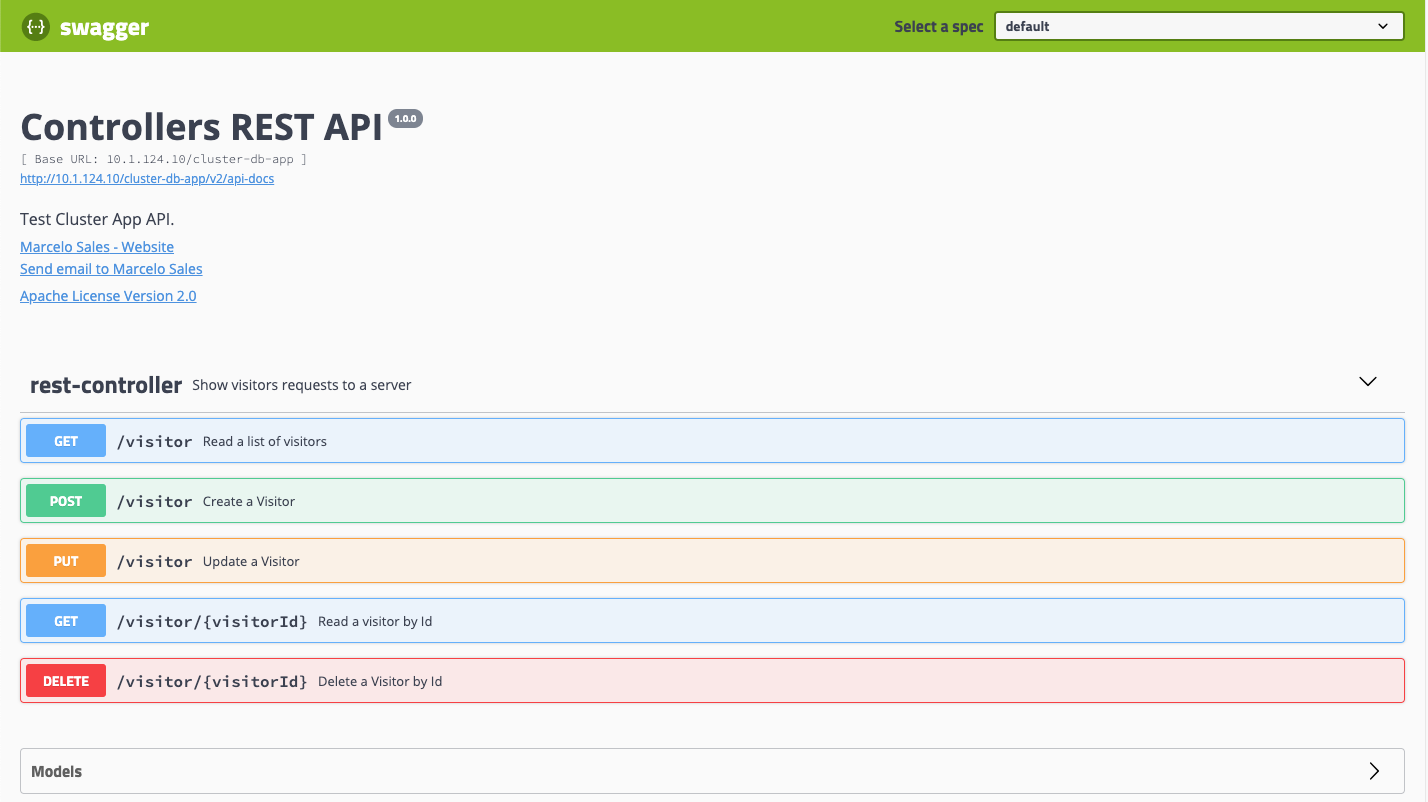 {···} swagger
Select a spec default
Controllers REST API 1.0.0
[ Base URL: 10.1.124.10/cluster-db-app ]
http://10.1.124.10/cluster-db-app/v2/api-docs
Test Cluster App API.
Marcelo Sales - Website
Send email to Marcelo Sales
Apache License Version 2.0
rest-controller Show visitors requests to a server
GET /visitor Read a list of visitors
POST /visitor Create a Visitor
PUT /visitor Update a Visitor
GET /visitor/{visitorId} Read a visitor by Id
DELETE /visitor/{visitorId} Delete a Visitor by Id
Models